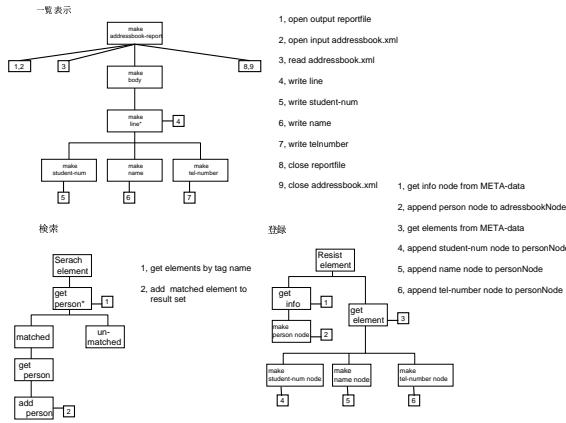 一覧表示
make
addressbook-report
1,2
3
8,9
make
body
make
line*
4
make
student-num
make
name
make
tel-number
5
6
7
1, open output reportfile
2, open input addressbook.xml
3, read addressbook.xml
4, write line
5, write student-num
6, write name
7, write telnumber
8, close reportfile
9, close addressbook.xml
検索
Serach
element
get
person*
1
matched
un-
matched
get
person
add
person
2
1, get elements by tag name
2, add matched element to
result set
登録
Resist
element
get
info
1
make
person node
2
get
element
3
make
student-num node
make
name node
make
tel-number node
4
5
6
1, get info node from META-data
2, append person node to adressbookNode
3, get elements from META-data
4, append student-num node to personNode
5, append name node to personNode
6, append tel-number node to personNode